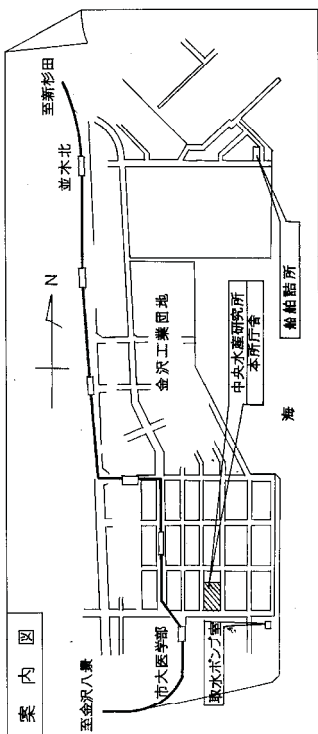 案内図
至新杉田
並木北
N
金沢工業団地
中央水産研究所
本所庁舎
船舶詰所
海
取水ポンプ室
市大医学部
至金沢八景